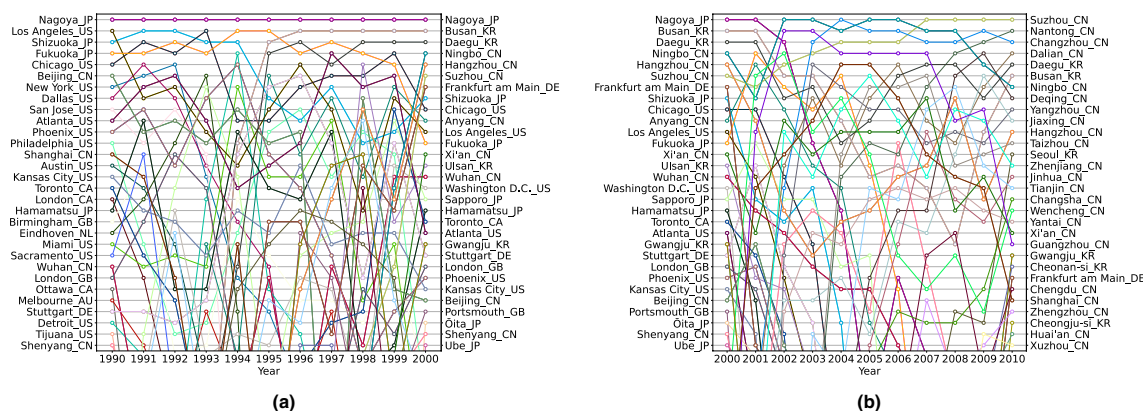 Nagoya_JP
Los Angeles_US
Shizuoka_JP
Fukuoka_JP
Chicago_US
Beijing_CN
New York_US
Dallas_US
San Jose_US
Atlanta_US
Phoenix_US
Philadelphia_US
Shanghai_CN
Austin_US
Kansas City_US
Toronto_CA
London_CA
Hamamatsu_JP
Birmingham_GB
Eindhoven_NL
Miami_US
Sacramento_US
Wuhan_CN
London_GB
Ottawa_CA
Melbourne_AU
Stuttgart_DE
Detroit_US
Tijuana_US
Shenyang_CN
Nagoya_JP
Busan_KR
Daegu_KR
Ningbo_CN
Hangzhou_CN
Suzhou_CN
Frankfurt am Main_DE
Shizuoka_JP
Chicago_US
Anyang_CN
Los Angeles_US
Fukuoka_JP
Xi'an_CN
Ulsan_KR
Wuhan_CN
Washington D.C._US
Sapporo_JP
Hamamatsu_JP
Toronto_CA
Atlanta_US
Gwangju_KR
Stuttgart_DE
London_GB
Phoenix_US
Kansas City_US
Beijing_CN
Portsmouth_GB
Ōita_JP
Shenyang_CN
Ube_JP
1990 1991 1992 1993 1994 1995 1996 1997 1998 1999 2000
Year
(a)
Nagoya_JP
Busan_KR
Daegu_KR
Ningbo_CN
Hangzhou_CN
Suzhou_CN
Frankfurt am Main_DE
Shizuoka_JP
Chicago_US
Anyang_CN
Los Angeles_US
Fukuoka_JP
Xi'an_CN
Ulsan_KR
Wuhan_CN
Washington D.C._US
Sapporo_JP
Hamamatsu_JP
Toronto_CA
Atlanta_US
Gwangju_KR
Stuttgart_DE
London_GB
Phoenix_US
Kansas City_US
Beijing_CN
Portsmouth_GB
Ōita_JP
Shenyang_CN
Ube_JP
Suzhou_CN
Nantong_CN
Changzhou_CN
Dalian_CN
Daegu_KR
Busan_KR
Ningbo_CN
Deqing_CN
Yangzhou_CN
Jiaxing_CN
Hangzhou_CN
Taizhou_CN
Seoul_KR
Zhenjiang_CN
Jinhua_CN
Tianjin_CN
Changsha_CN
Wencheng_CN
Yantai_CN
Xi'an_CN
Guangzhou_CN
Gwangju_KR
Cheonan-si_KR
Frankfurt am Main_DE
Chengdu_CN
Shanghai_CN
Zhengzhou_CN
Cheongju-si_KR
Huai'an_CN
Xuzhou_CN
2000 2001 2002 2003 2004 2005 2006 2007 2008 2009 2010
Year
(b)